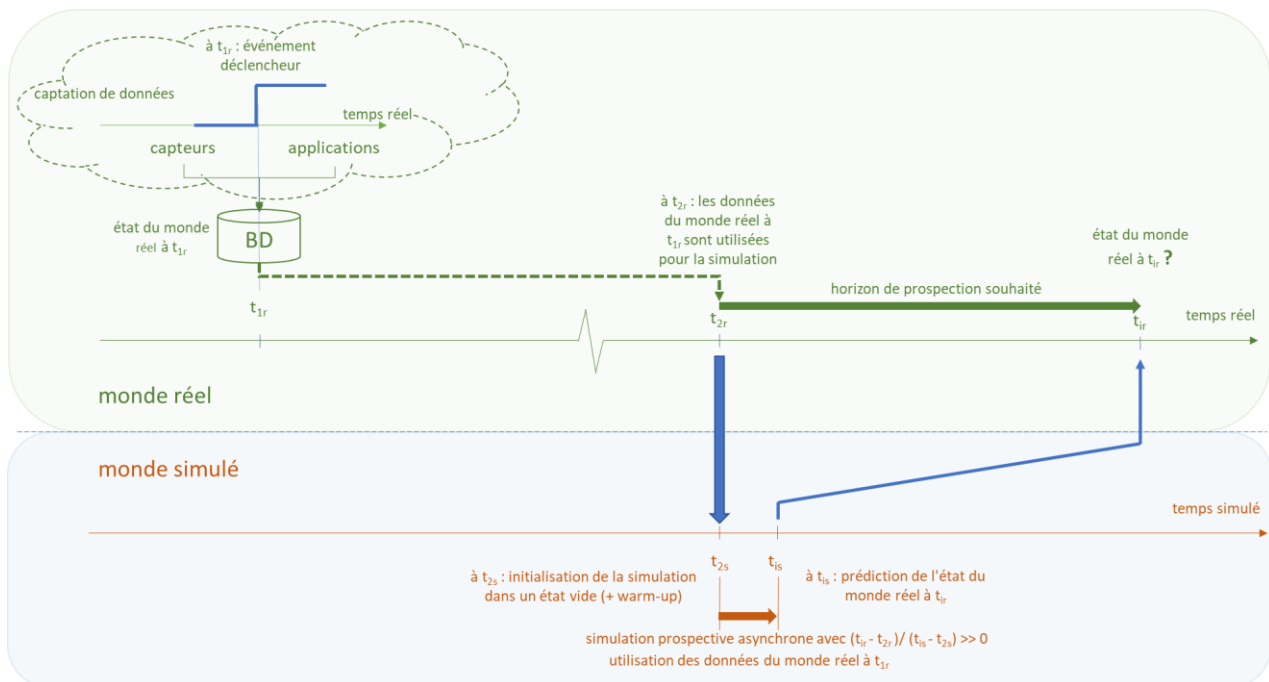 à t1r : événement
déclencheur
captation de données
temps réel
capteurs applications
état du monde
réel à t1r
BD
à t2r : les données
du monde réel à
t1r sont utilisées
pour la simulation
état du monde
réel à tir ?
horizon de prospection souhaité
t1r
t2r
tir
temps réel
monde réel
monde simulé
temps simulé
t2s
tis
à t2s : initialisation de la simulation
dans un état vide (+ warm-up)
à tis : prédiction de l'état du
monde réel à tir
simulation prospective asynchrone avec (tir - t2r)/ (tis - t2s) >> 0
utilisation des données du monde réel à t1r